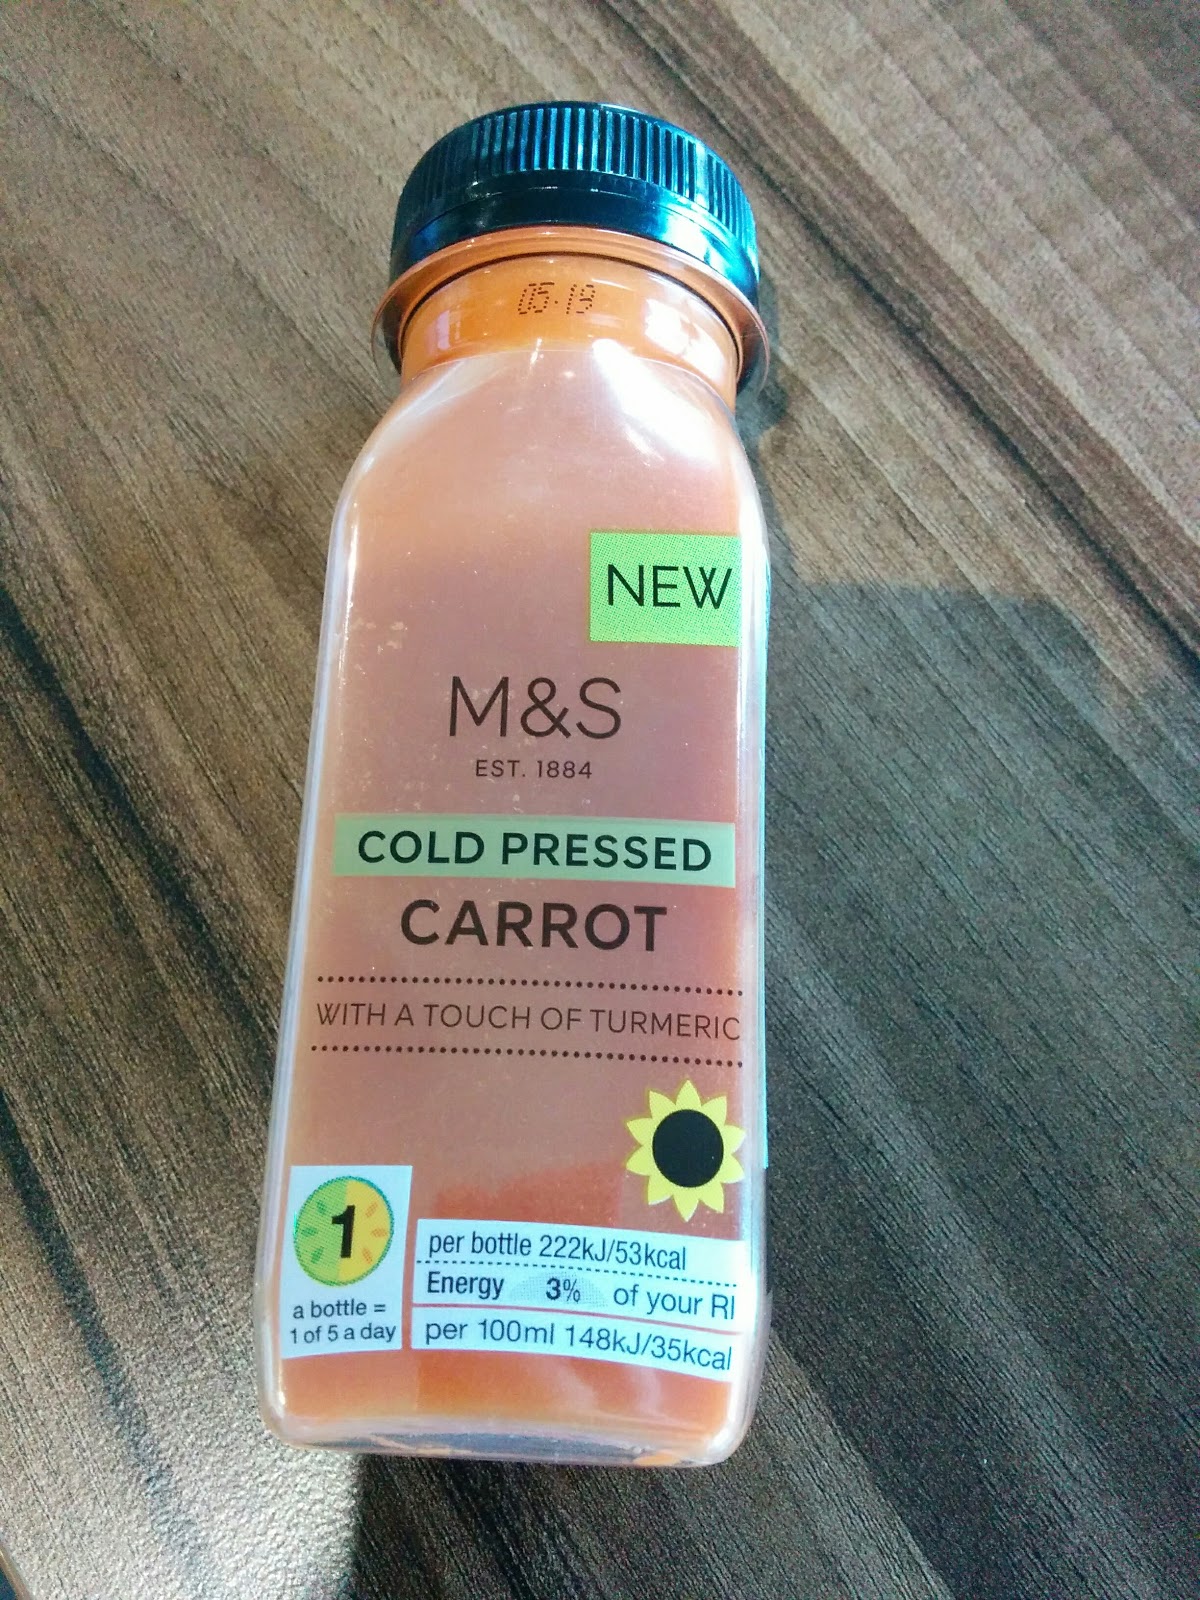 05·19
NEW
M&S
EST. 1884
COLD PRESSED
CARROT
WITH A TOUCH OF TURMERIC
1
a bottle =
1 of 5 a day
per bottle 222kJ/53kcal
Energy 3% of your RI
per 100ml 148kJ/35kcal